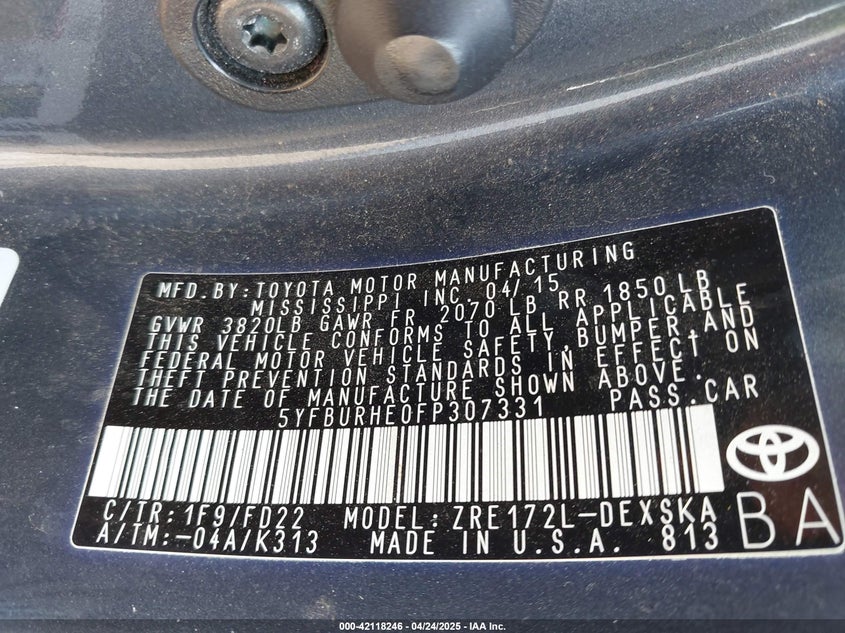 MFD.BY:TOYOTA MOTOR MANUFACTURING
MISSISSIPPI INC. 04/15
GVWR 3820LB GAWR FR 2070 LB RR 1850 LB
THIS VEHICLE CONFORMS TO ALL APPLICABLE
FEDERAL MOTOR VEHICLE SAFETY,BUMPER,AND
THEFT PREVENTION STANDARDS IN EFFECT ON
THE DATE OF MANUFACTURE SHOWN ABOVE.
5YFBURHE0FP307331 PASS.CAR
C/TR:1F9/FD22 MODEL:ZRE172L-DEXSKA
A/TM:-04A/K313 MADE IN U.S.A. 813
BA
000-42118246 - 04/24/2025 - IAA Inc.